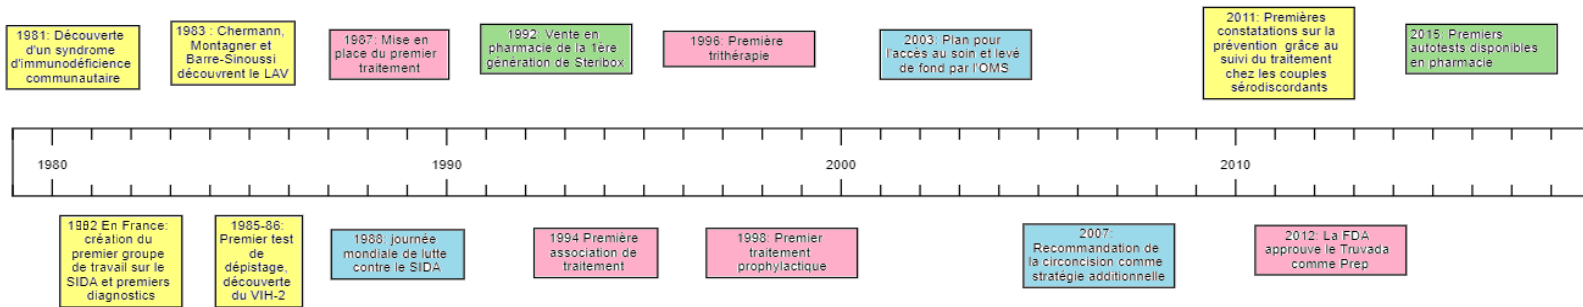 1981: Découverte
d'un syndrome
d'immunodéficience
communautaire
1983 : Chermann,
Montagner et
Barre-Sinoussi
découvrent le LAV
1987: Mise en
place du premier
traitement
1992: Vente en
pharmacie de la 1ère
génération de Steribox
1996: Première
trithérapie
2003: Plan pour
l'accès au soin et levé
de fond par l'OMS
2011: Premières
constatations sur la
prévention grâce au
suivi du traitement
chez les couples
sérodiscordants
2015: Premiers
autotests disponibles
en pharmacie
1980
1990
2000
2010
1982 En France:
création du
premier groupe
de travail sur le
SIDA et premiers
diagnostics
1985-86:
Premier test
de
dépistage,
découverte
du VIH-2
1988: journée
mondiale de lutte
contre le SIDA
1994 Première
association de
traitement
1998: Premier
traitement
prophylactique
2007:
Recommandation de
la circoncision comme
stratégie additionnelle
2012: La FDA
approuve le Truvada
comme Prep